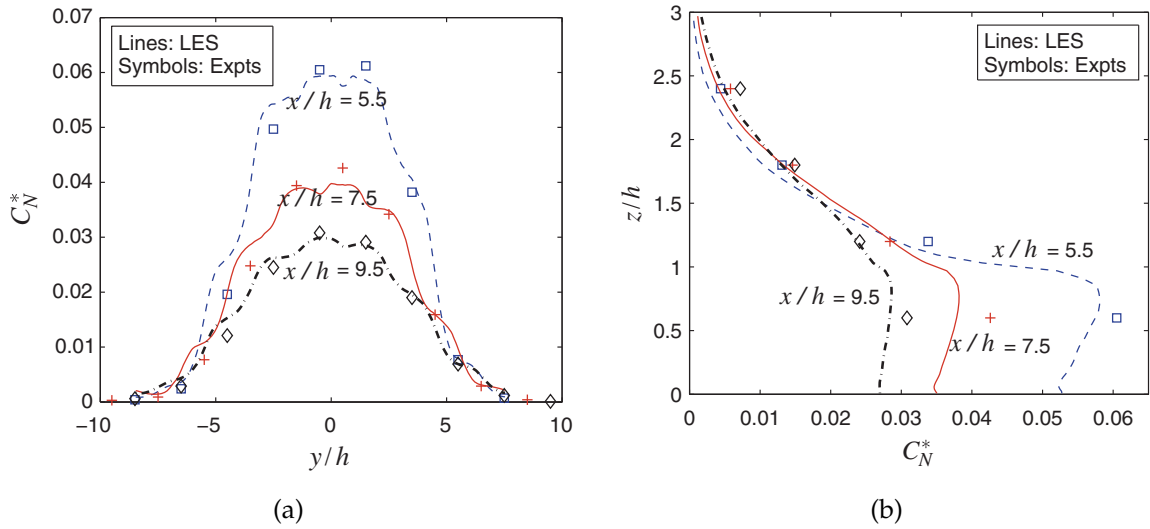 0.07
0.06
0.05
0.04
0.03
0.02
0.01
0
−10
−5
0
5
10
C*N
y/h
Lines: LES
Symbols: Expts
x/h = 5.5
x/h = 7.5
x/h = 9.5
(a)
3
2.5
2
1.5
1
0.5
0
0.01
0.02
0.03
0.04
0.05
0.06
z/h
C*N
Lines: LES
Symbols: Expts
x/h = 5.5
x/h = 9.5
x/h = 7.5
(b)